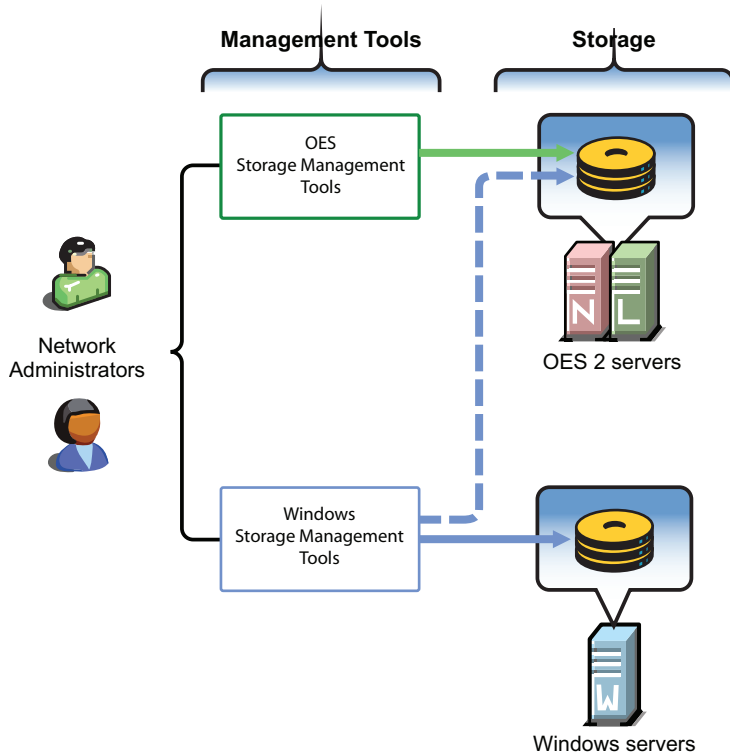 Management Tools
Storage
OES
Storage Management
Tools
N L
OES 2 servers
Network
Administrators
Windows
Storage Management
Tools
W
Windows servers